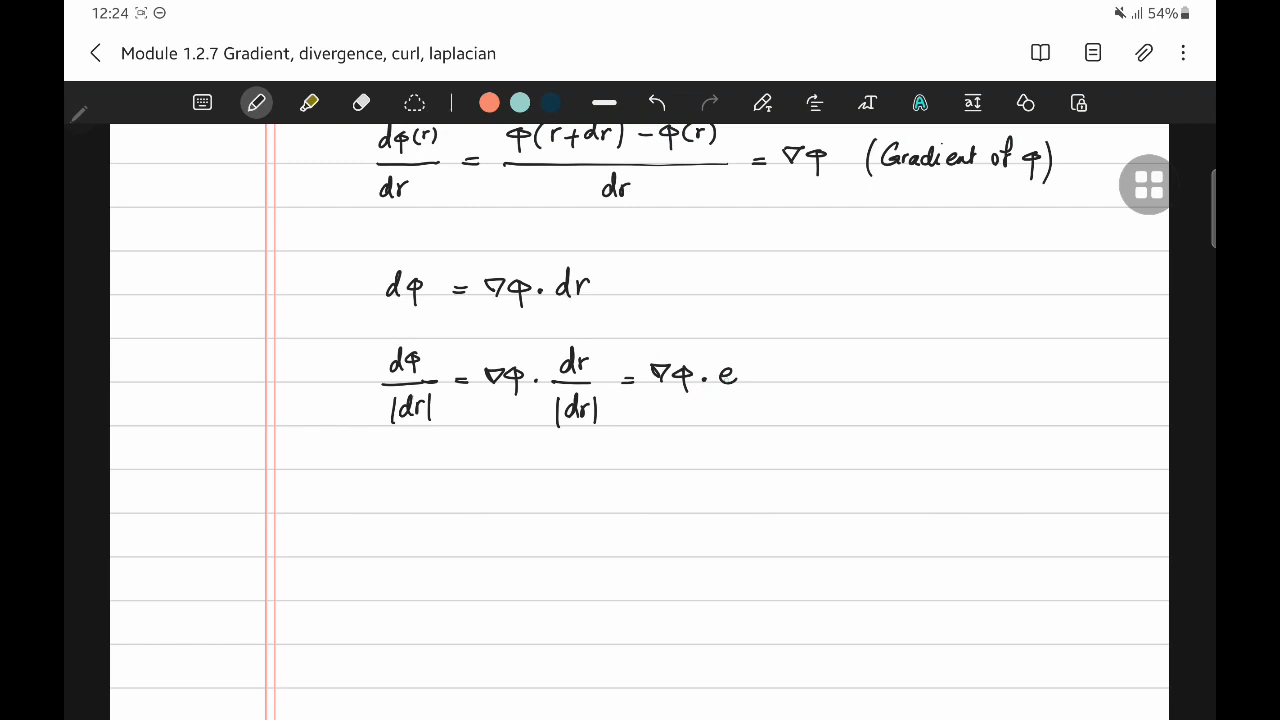 12:24 54%
Module 1.2.7 Gradient, divergence, curl, laplacian
dφ(r)/dr = φ(r+dr) - φ(r)/dr = ∇φ (Gradient of φ)
dφ = ∇φ · dr
dφ/|dr| = ∇φ · dr/|dr| = ∇φ · e